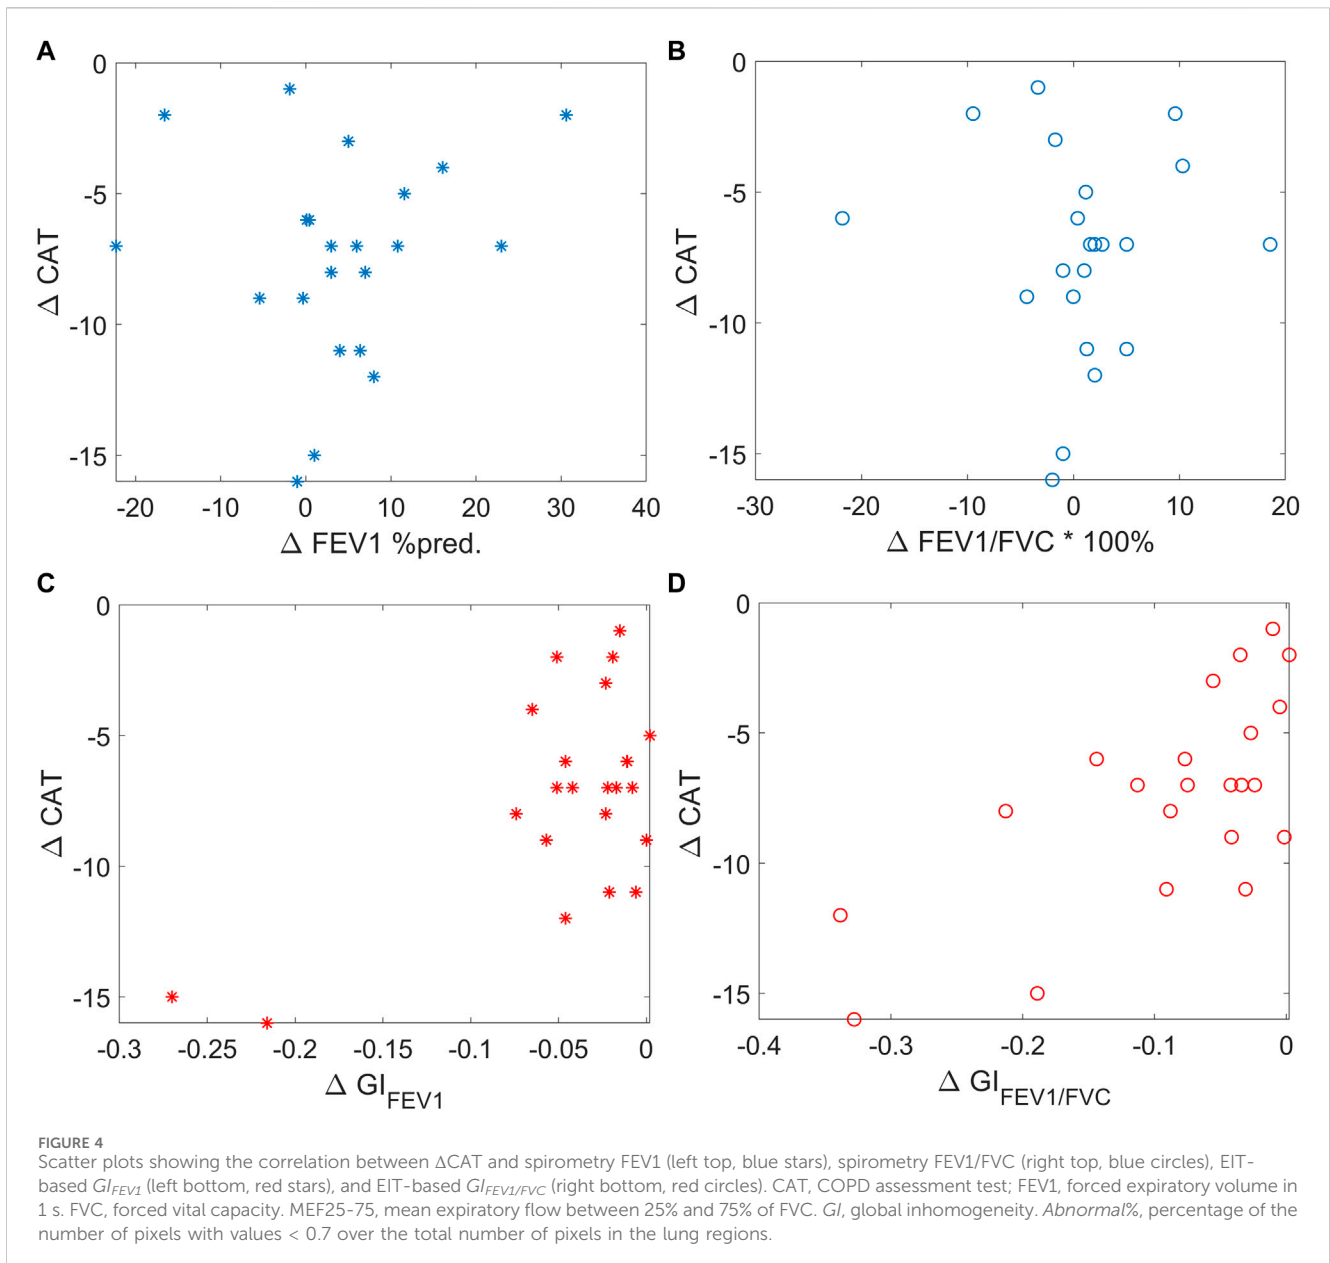 A
0
-5
-10
-15
Δ CAT
-20 -10 0 10 20 30 40
Δ FEV1 %pred.
B
0
-5
-10
-15
Δ CAT
-30 -20 -10 0 10 20
Δ FEV1/FVC * 100%
C
0
-5
-10
-15
Δ CAT
-0.3 -0.25 -0.2 -0.15 -0.1 -0.05 0
Δ GI_FEV1
D
0
-5
-10
-15
Δ CAT
-0.4 -0.3 -0.2 -0.1 0
Δ GI_FEV1/FVC
FIGURE 4
Scatter plots showing the correlation between ΔCAT and spirometry FEV1 (left top, blue stars), spirometry FEV1/FVC (right top, blue circles), EIT-
based GI_FEV1 (left bottom, red stars), and EIT-based GI_FEV1/FVC (right bottom, red circles). CAT, COPD assessment test; FEV1, forced expiratory volume in
1 s. FVC, forced vital capacity. MEF25-75, mean expiratory flow between 25% and 75% of FVC. GI, global inhomogeneity. Abnormal%, percentage of the
number of pixels with values < 0.7 over the total number of pixels in the lung regions.